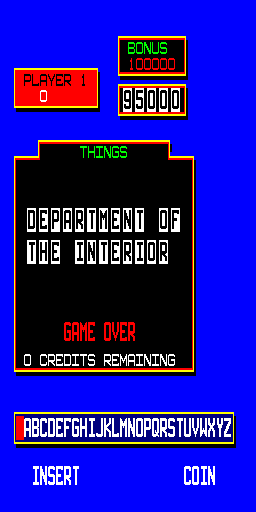 BONUS
100000
PLAYER 1
0
95000
THINGS
DEPARTMENT OF
THE INTERIOR
GAME OVER
0 CREDITS REMAINING
ABCDEFGHIJKLMNOPQRSTUVWXYZ
INSERT COIN